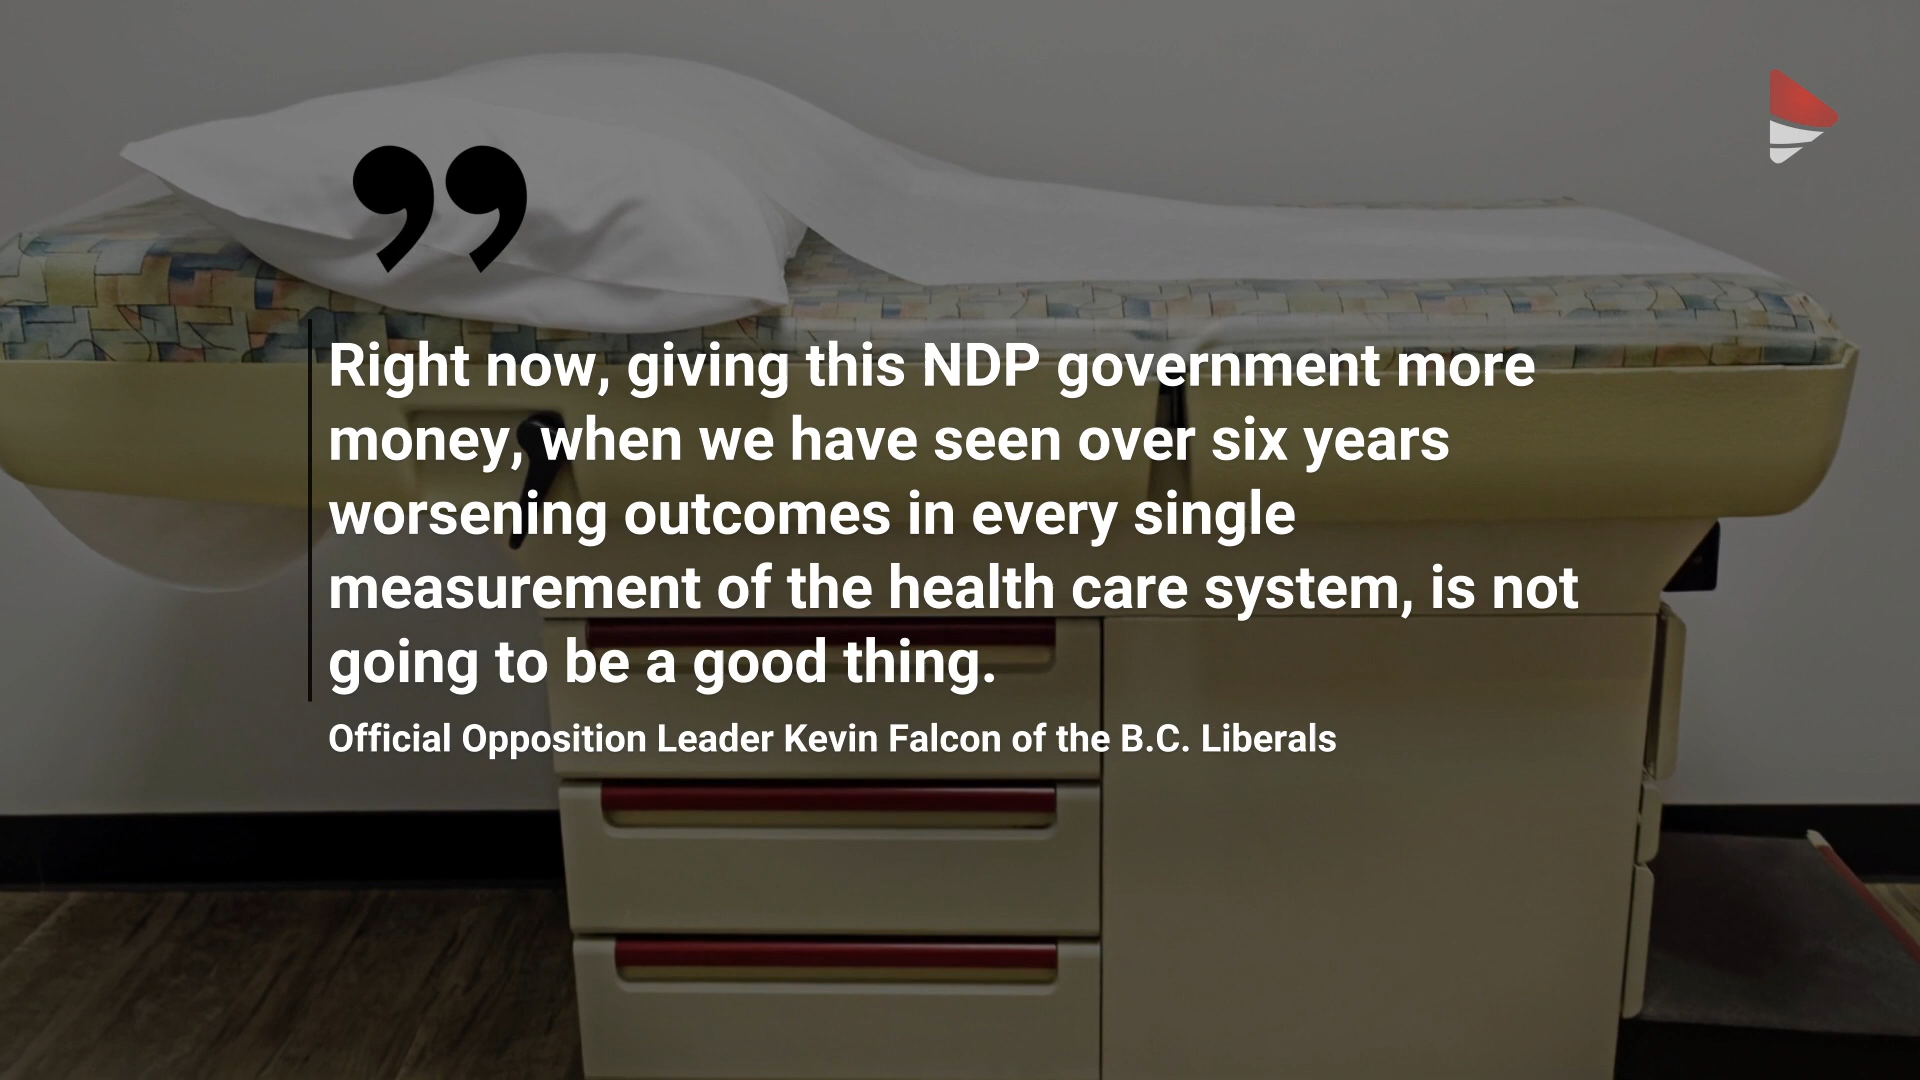 ”
Right now, giving this NDP government more
money, when we have seen over six years
worsening outcomes in every single
measurement of the health care system, is not
going to be a good thing.
Official Opposition Leader Kevin Falcon of the B.C. Liberals